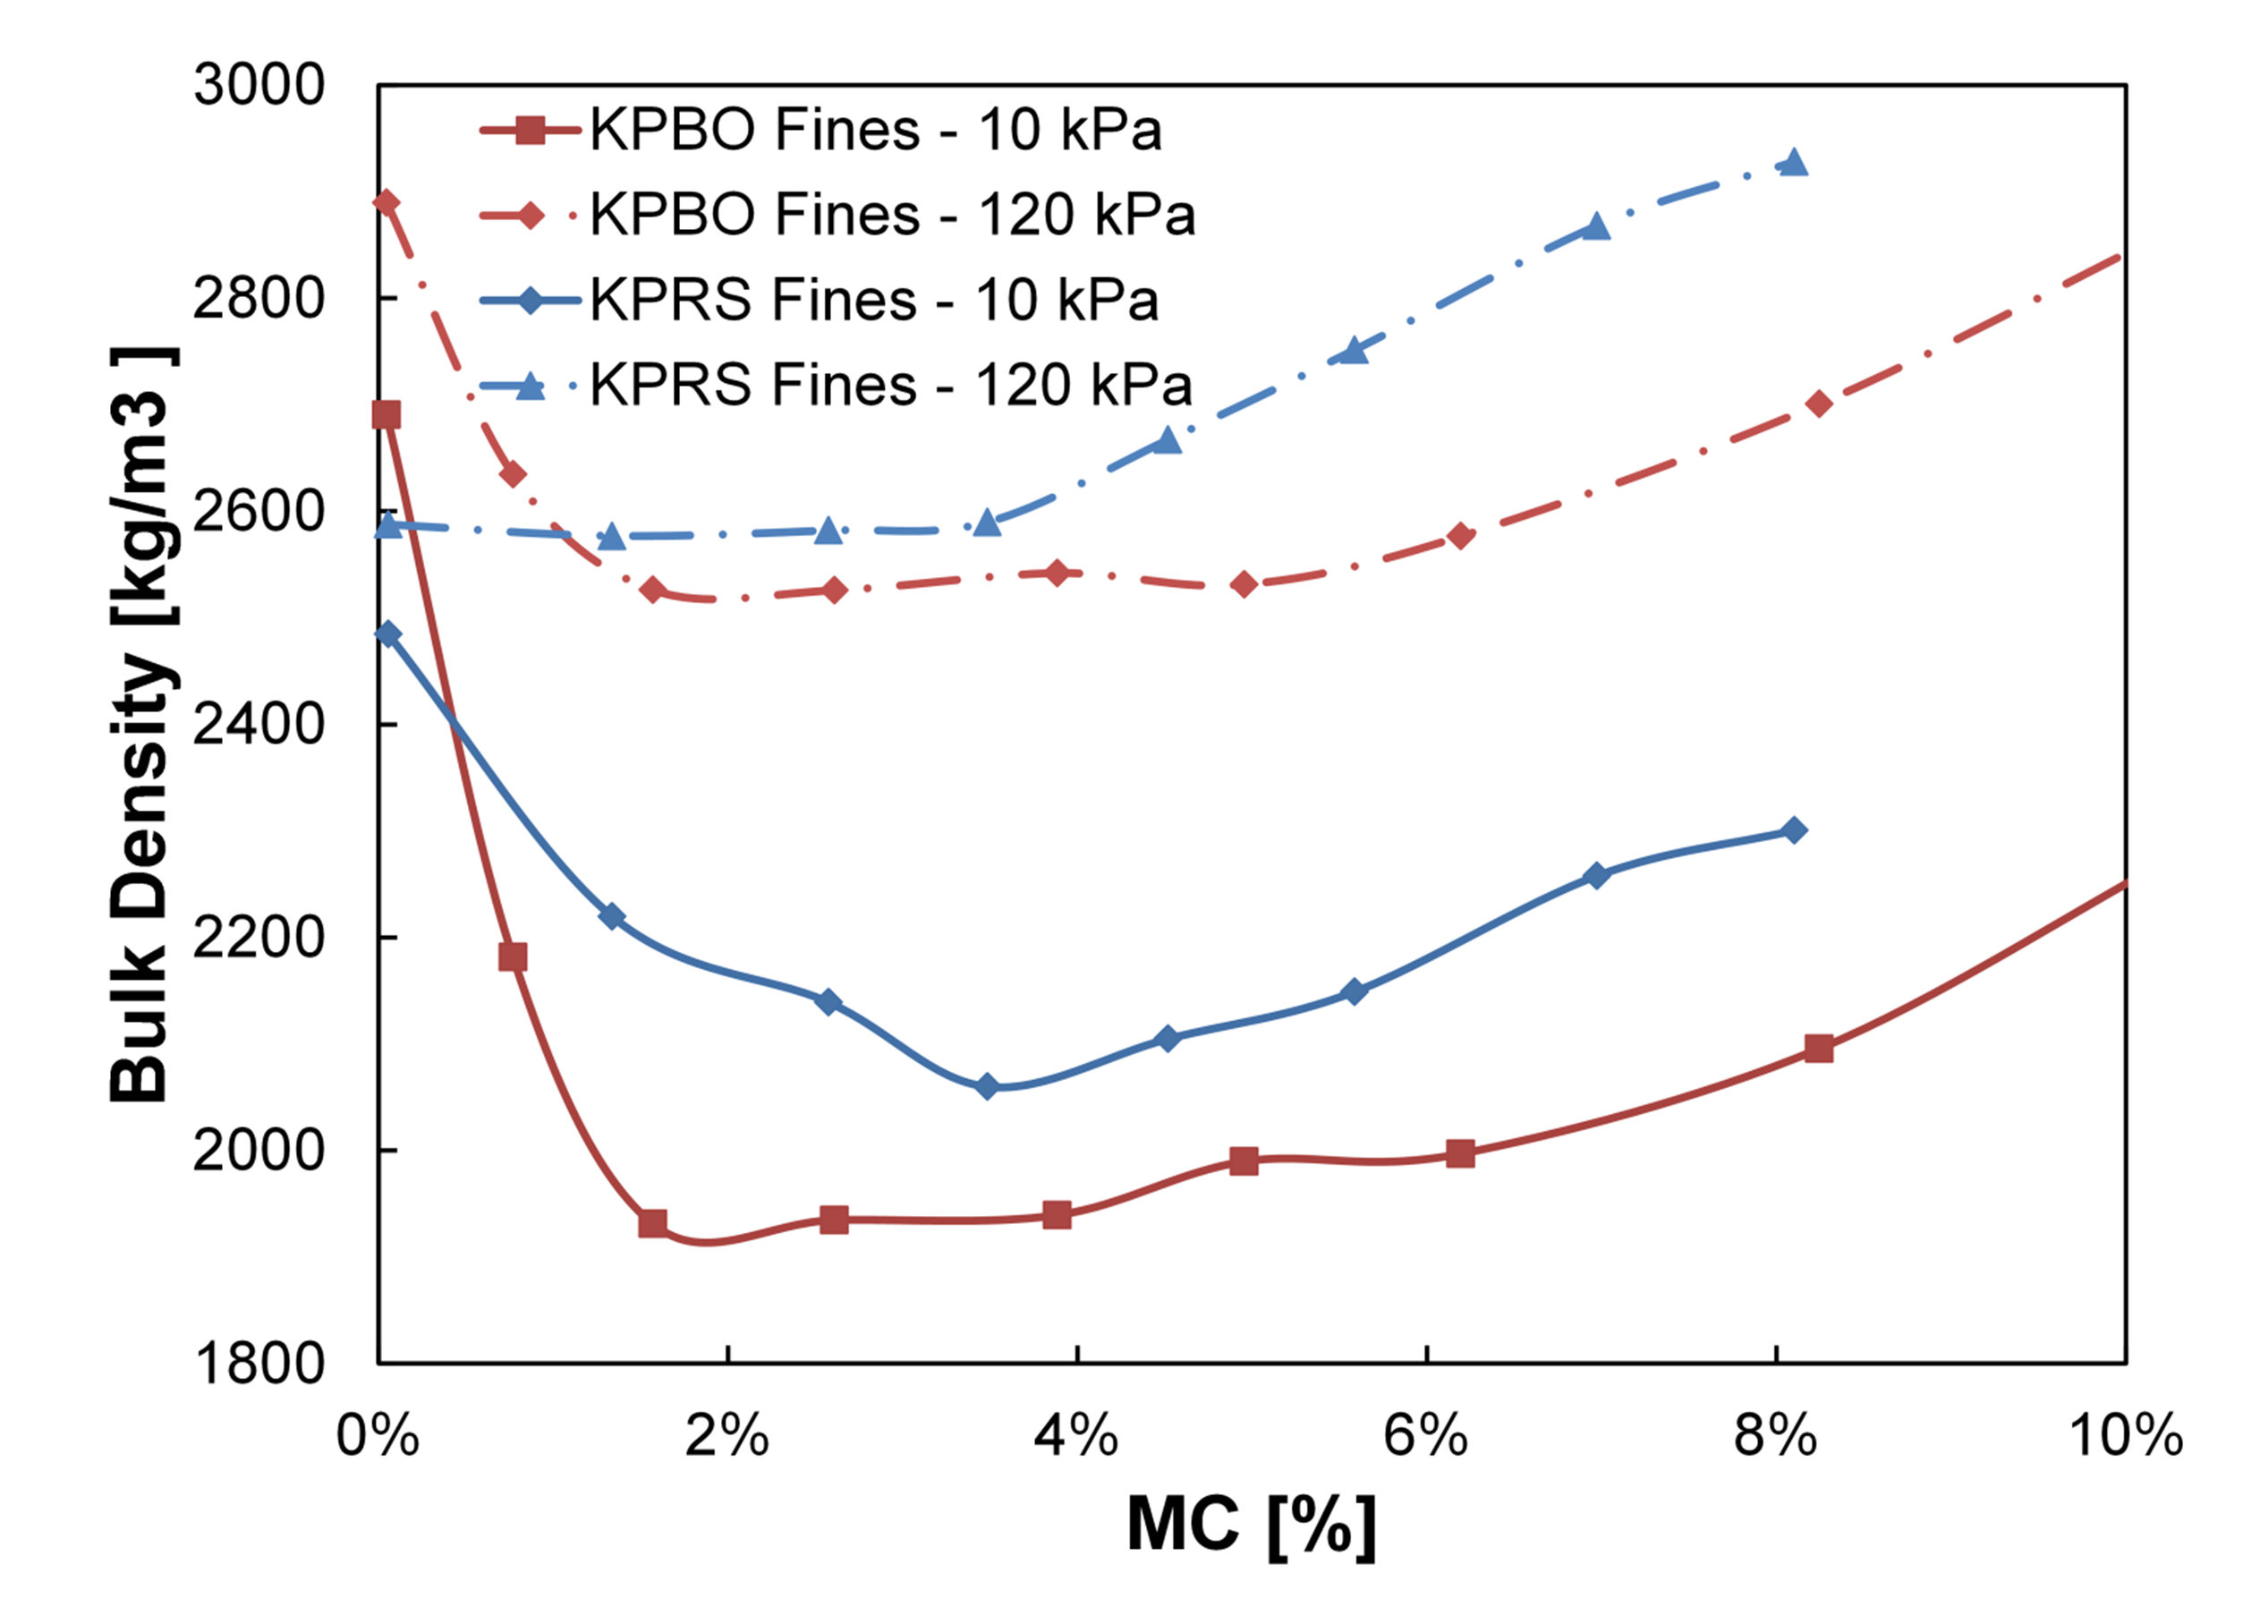 3000
2800
2600
2400
2200
2000
1800
Bulk Density [kg/m3 ]
KPBO Fines - 10 kPa
KPBO Fines - 120 kPa
KPRS Fines - 10 kPa
KPRS Fines - 120 kPa
0% 2% 4% 6% 8% 10%
MC [%]